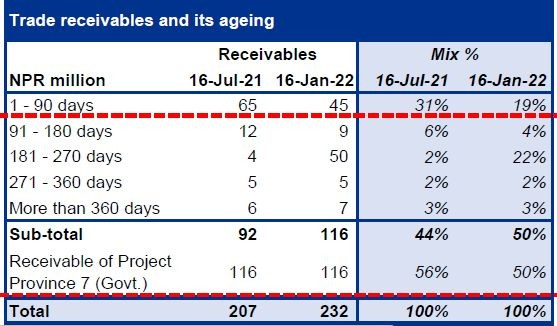 Trade receivables and its ageing
Receivables Mix %
NPR million 16-Jul-21 16-Jan-22 16-Jul-21 16-Jan-22
1 - 90 days 65 45 31% 19%
91 - 180 days 12 9 6% 4%
181 - 270 days 4 50 2% 22%
271 - 360 days 5 5 2% 2%
More than 360 days 6 7 3% 3%
Sub-total 92 116 44% 50%
Receivable of Project
Province 7 (Govt.) 116 116 56% 50%
Total 207 232 100% 100%